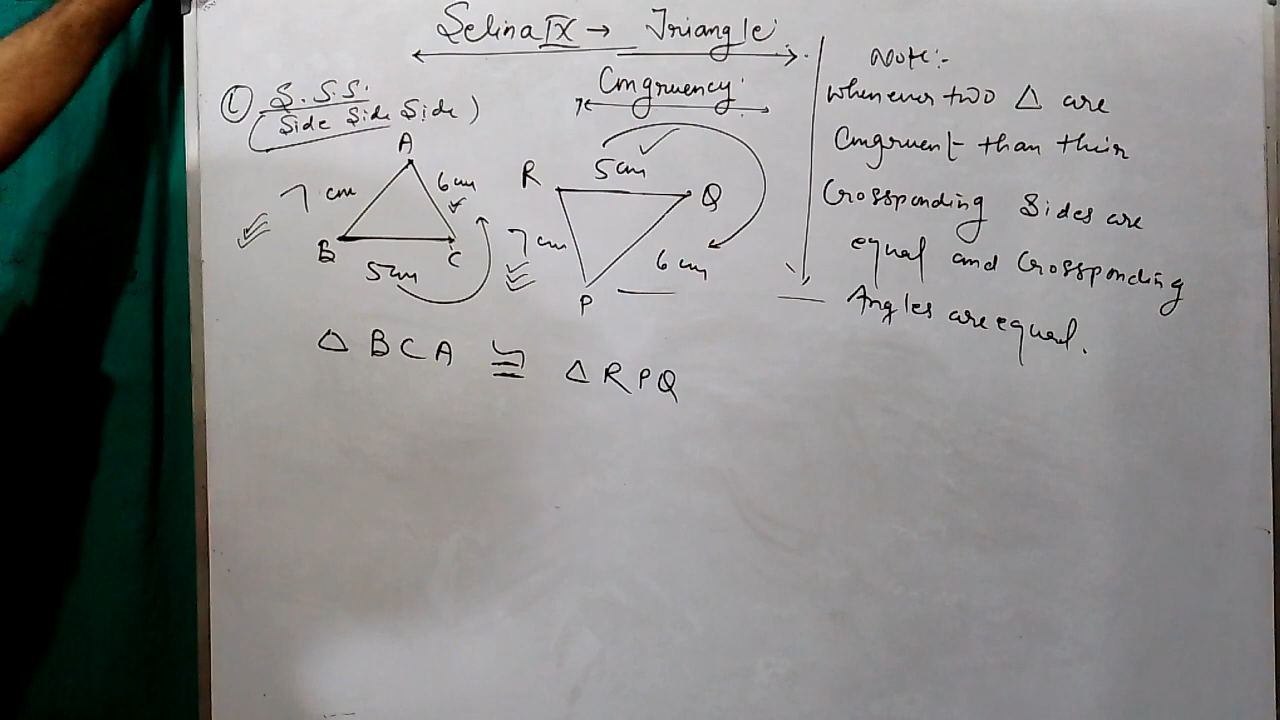 Selina IX → Triangle
Congruency
(i) S.S.S.
(Side Side Side)
A
7 cm
6 cm
B
C
5 cm
R
5 cm
Q
7 cm
6 cm
P
△ BCA ≅ △ RPQ
Note:-
whenever two △ are
Congruent than their
Crossponding Sides are
equal and Crossponding
Angles are equal.